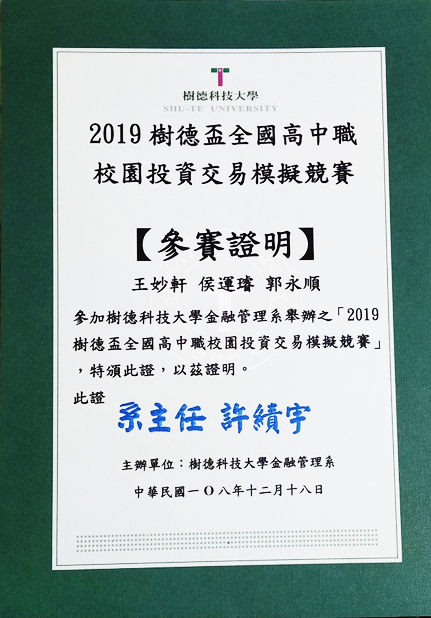 樹德科技大學
SHU-TE UNIVERSITY
2019樹德盃全國高中職
校園投資交易模擬競賽
【參賽證明】
王妙軒 侯運璿 郭永順
參加樹德科技大學金融管理系舉辦之「2019
樹德盃全國高中職校園投資交易模擬競賽」
，特頒此證，以茲證明。
此證
系主任 許績宇
主辦單位：樹德科技大學金融管理系
中華民國一〇八年十二月十八日